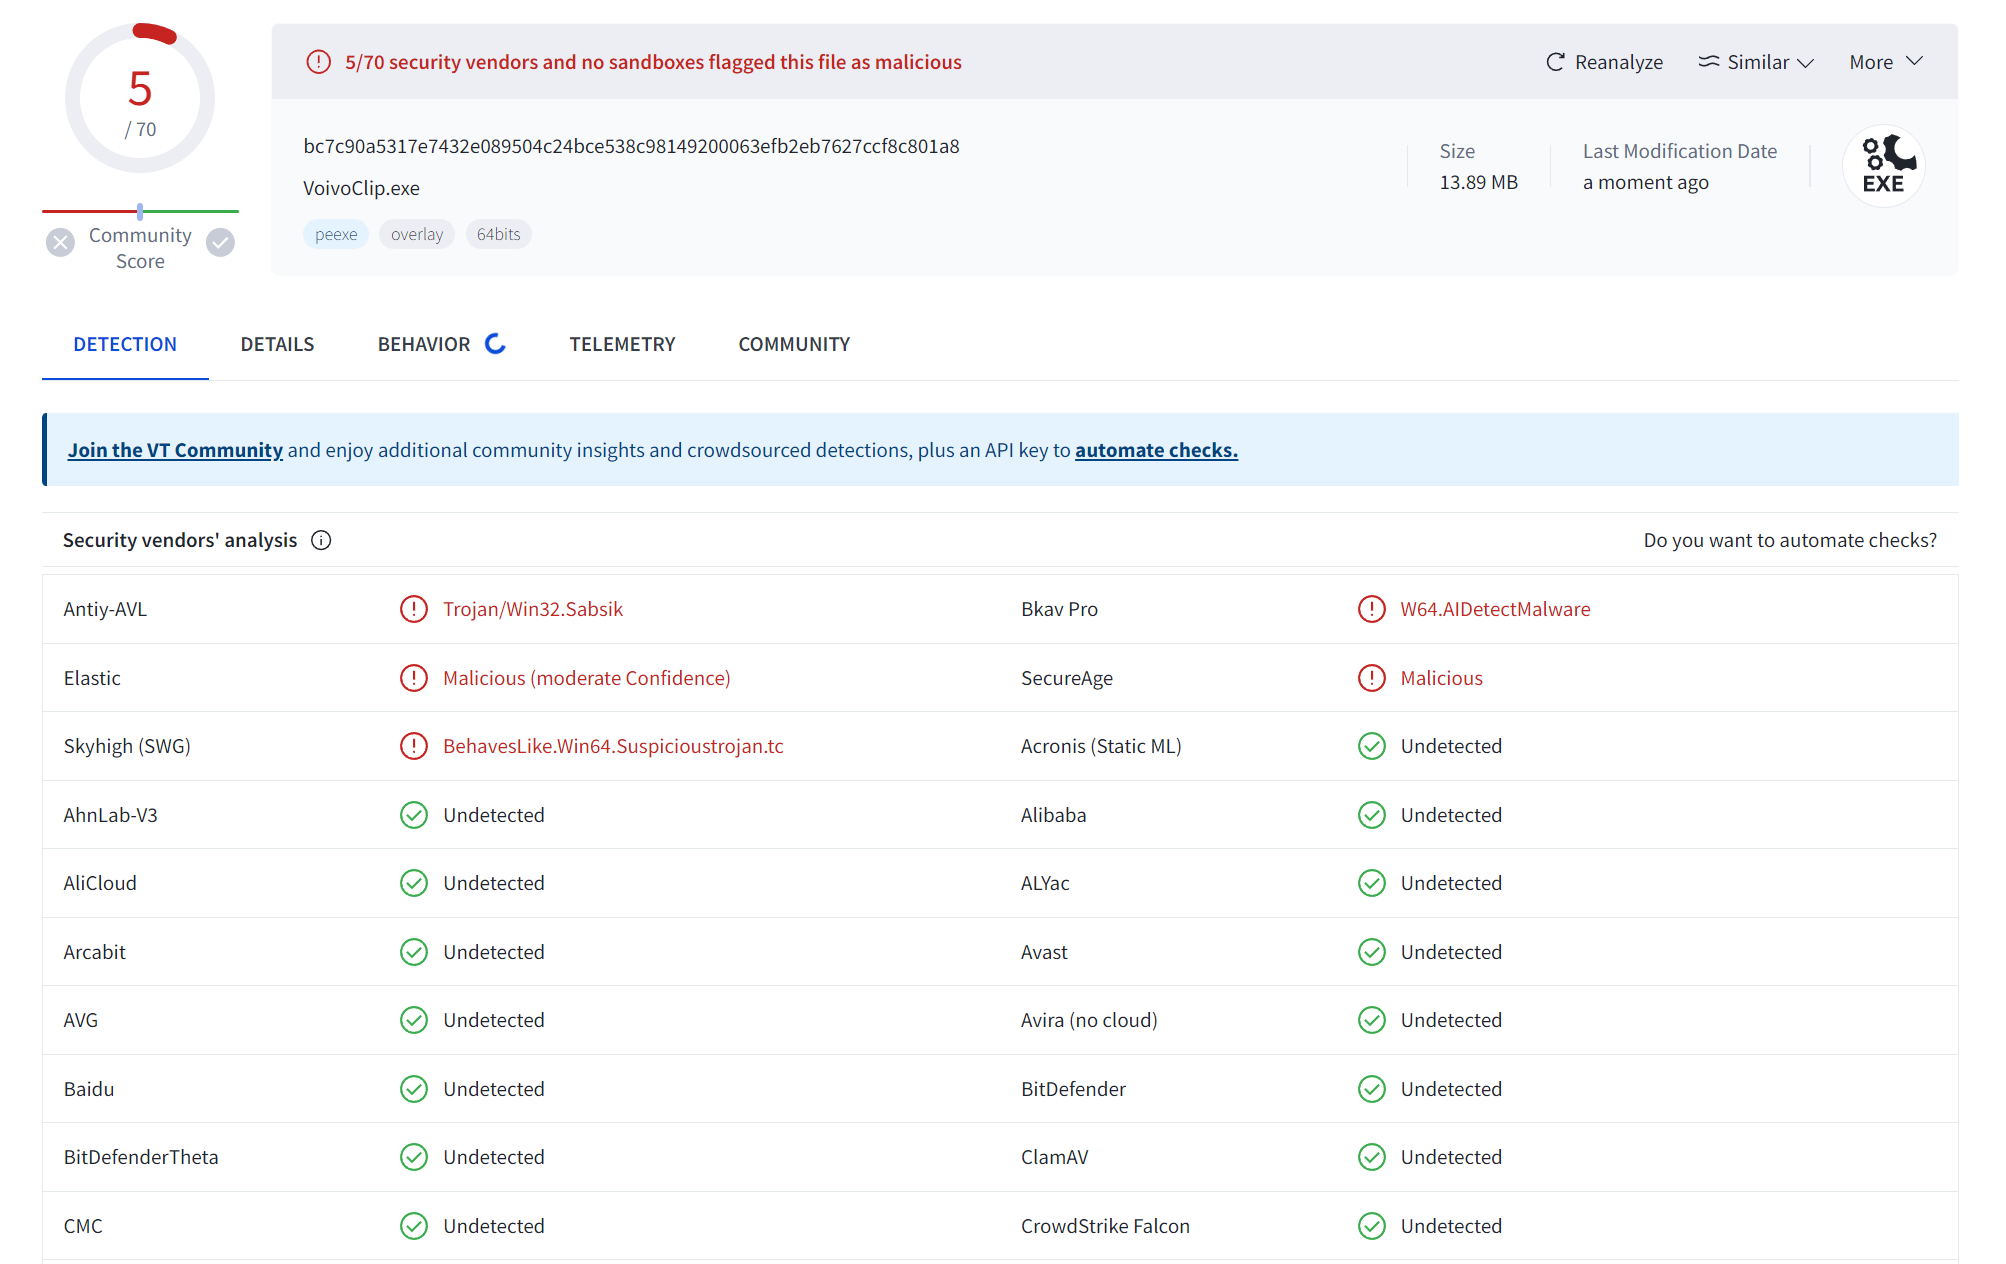 5
/ 70
Community
Score
5/70 security vendors and no sandboxes flagged this file as malicious
Reanalyze
Similar
More
bc7c90a5317e7432e089504c24bce538c98149200063efb2eb7627ccf8c801a8
VoivoClip.exe
peexe
overlay
64bits
Size
13.89 MB
Last Modification Date
a moment ago
EXE
DETECTION
DETAILS
BEHAVIOR
TELEMETRY
COMMUNITY
Join the VT Community and enjoy additional community insights and crowdsourced detections, plus an API key to automate checks.
Security vendors' analysis
Do you want to automate checks?
Antiy-AVL Trojan/Win32.Sabsik Bkav Pro W64.AIDetectMalware
Elastic Malicious (moderate Confidence) SecureAge Malicious
Skyhigh (SWG) BehavesLike.Win64.Suspicioustrojan.tc Acronis (Static ML) Undetected
AhnLab-V3 Undetected Alibaba Undetected
AliCloud Undetected ALYac Undetected
Arcabit Undetected Avast Undetected
AVG Undetected Avira (no cloud) Undetected
Baidu Undetected BitDefender Undetected
BitDefenderTheta Undetected ClamAV Undetected
CMC Undetected CrowdStrike Falcon Undetected